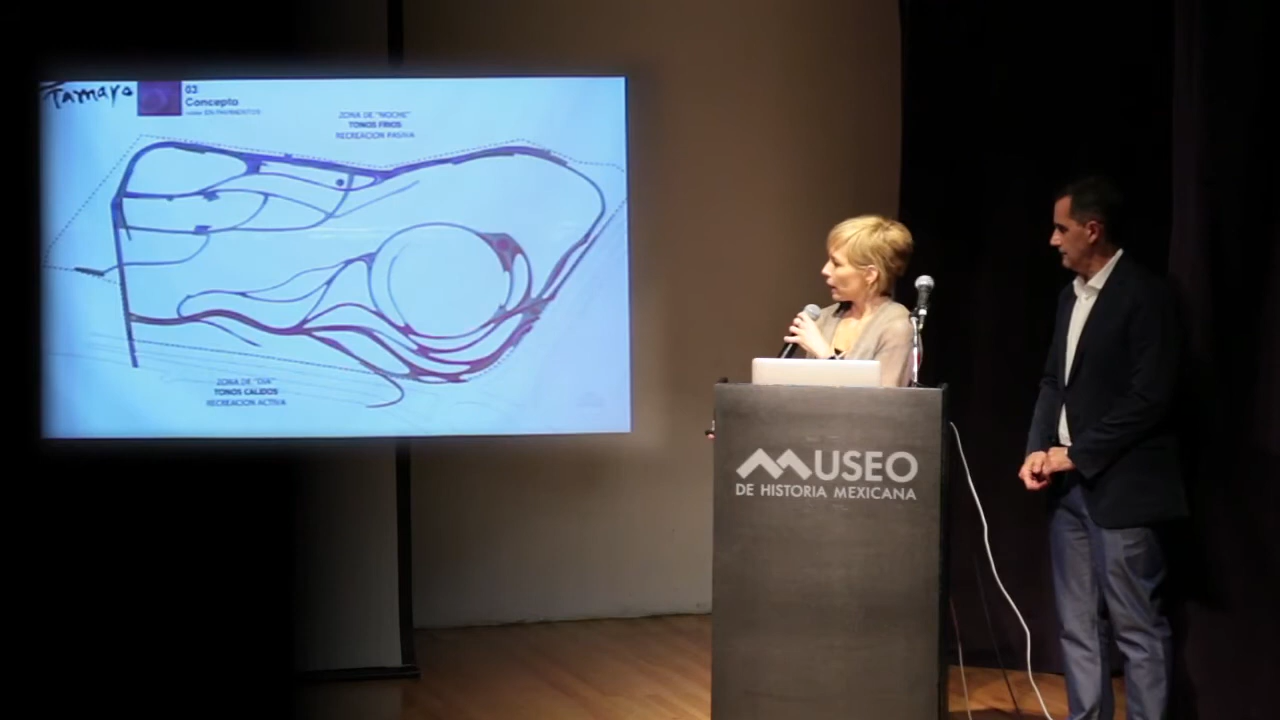 Tamayo
03
Concepto
ZONA DE "NOCHE"
TONOS FRIOS
RECREACION PASIVA
ZONA DE "DIA"
TONOS CALIDOS
RECREACION ACTIVA
MUSEO
DE HISTORIA MEXICANA